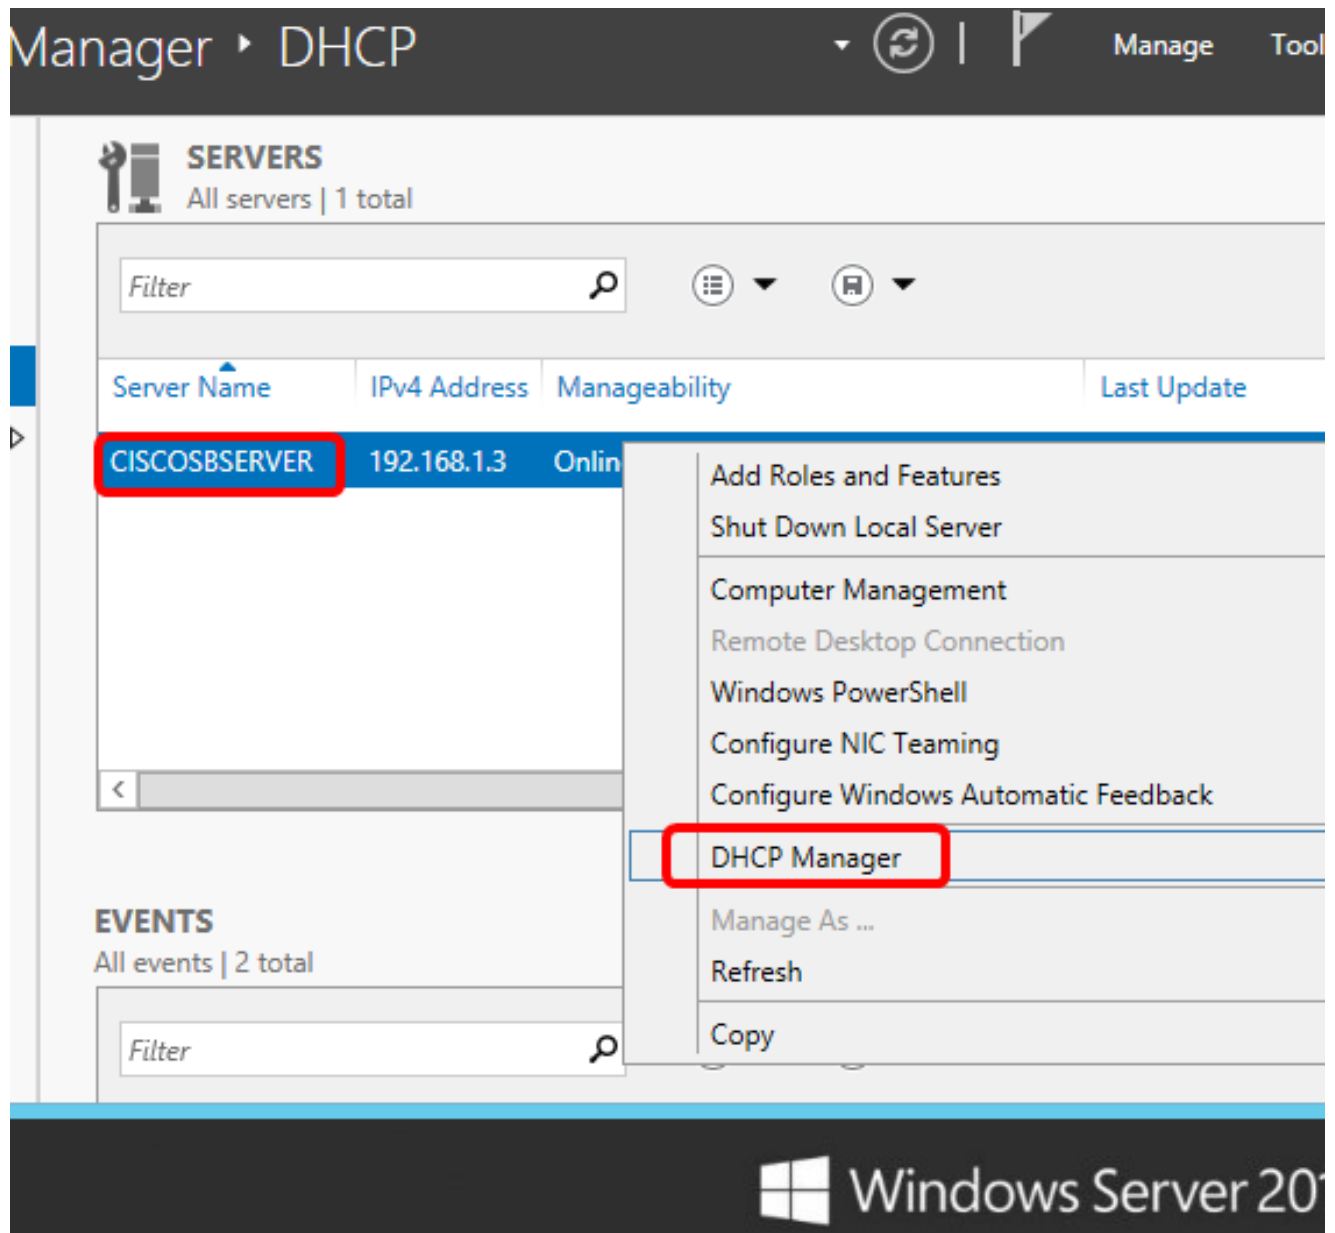 Manager ‣ DHCP
Manage
Tool
SERVERS
All servers | 1 total
Filter
Server Name IPv4 Address Manageability Last Update
CISCOSBSERVER 192.168.1.3 Onlin
Add Roles and Features
Shut Down Local Server
Computer Management
Remote Desktop Connection
Windows PowerShell
Configure NIC Teaming
Configure Windows Automatic Feedback
DHCP Manager
Manage As ...
Refresh
Copy
EVENTS
All events | 2 total
Filter
Windows Server 201